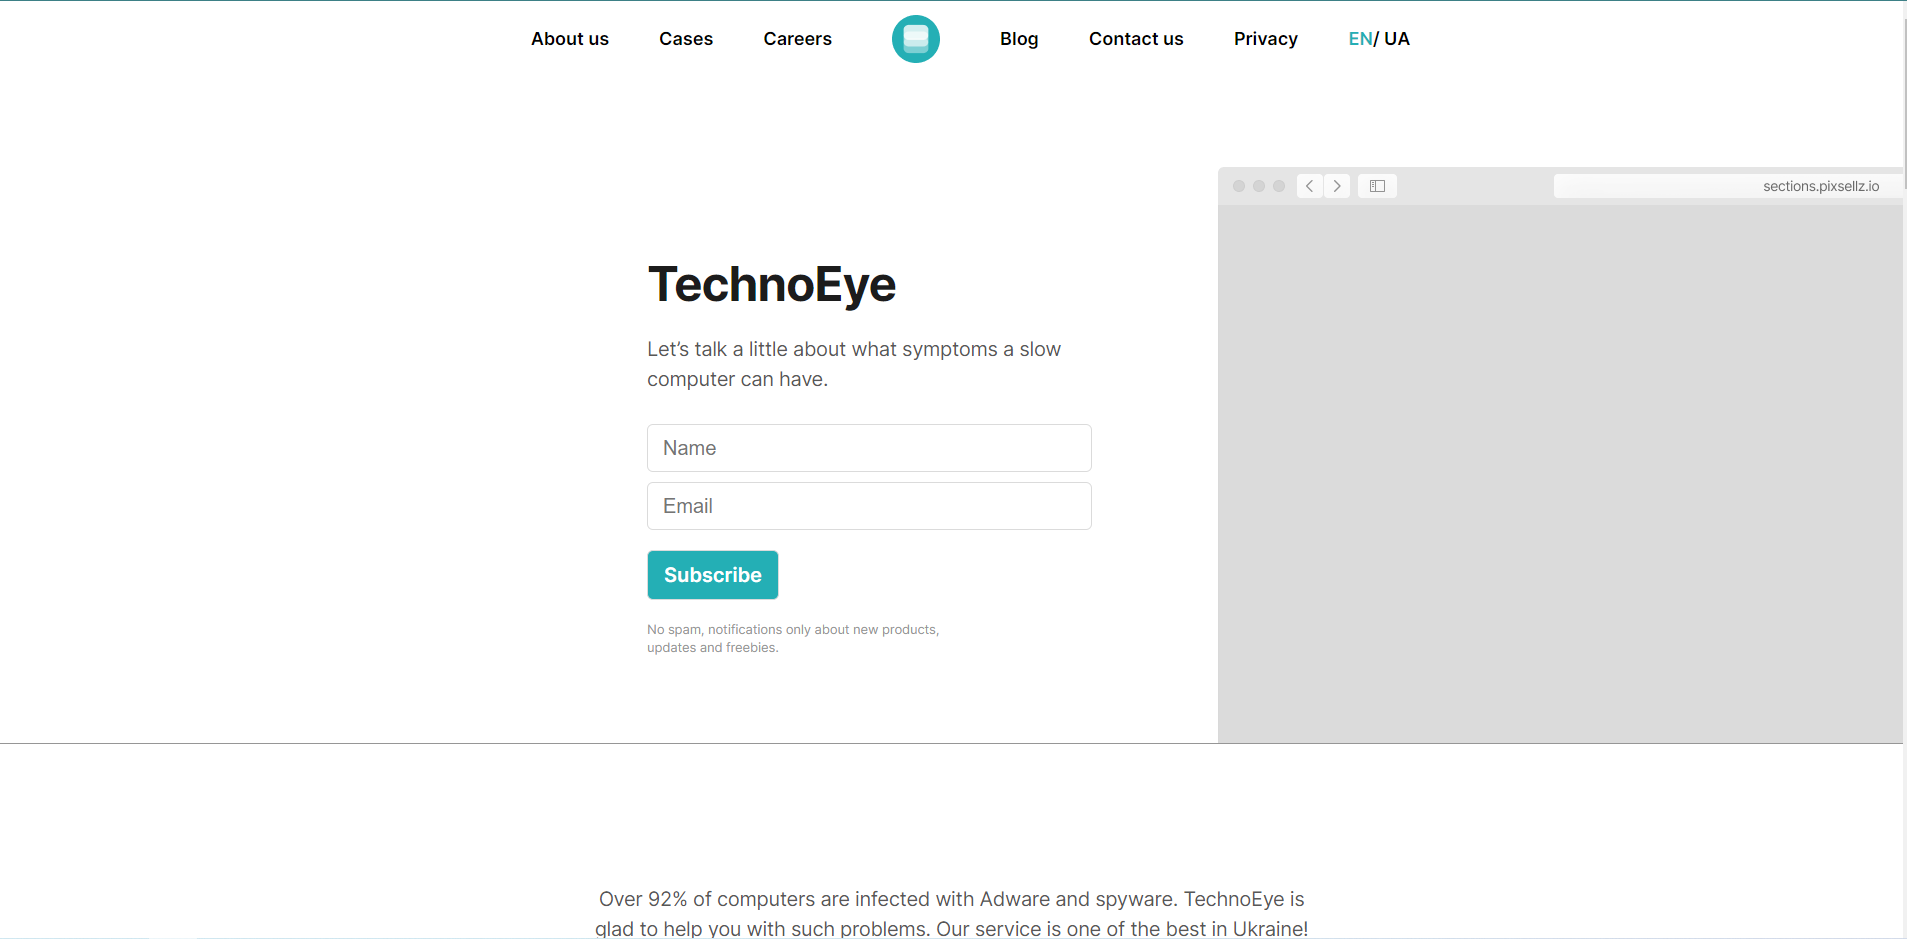 About us Cases Careers Blog Contact us Privacy EN/ UA
sections.pixsellz.io
TechnoEye
Let’s talk a little about what symptoms a slow
computer can have.
Name
Email
Subscribe
No spam, notifications only about new products,
updates and freebies.
Over 92% of computers are infected with Adware and spyware. TechnoEye is
glad to help you with such problems. Our service is one of the best in Ukraine!